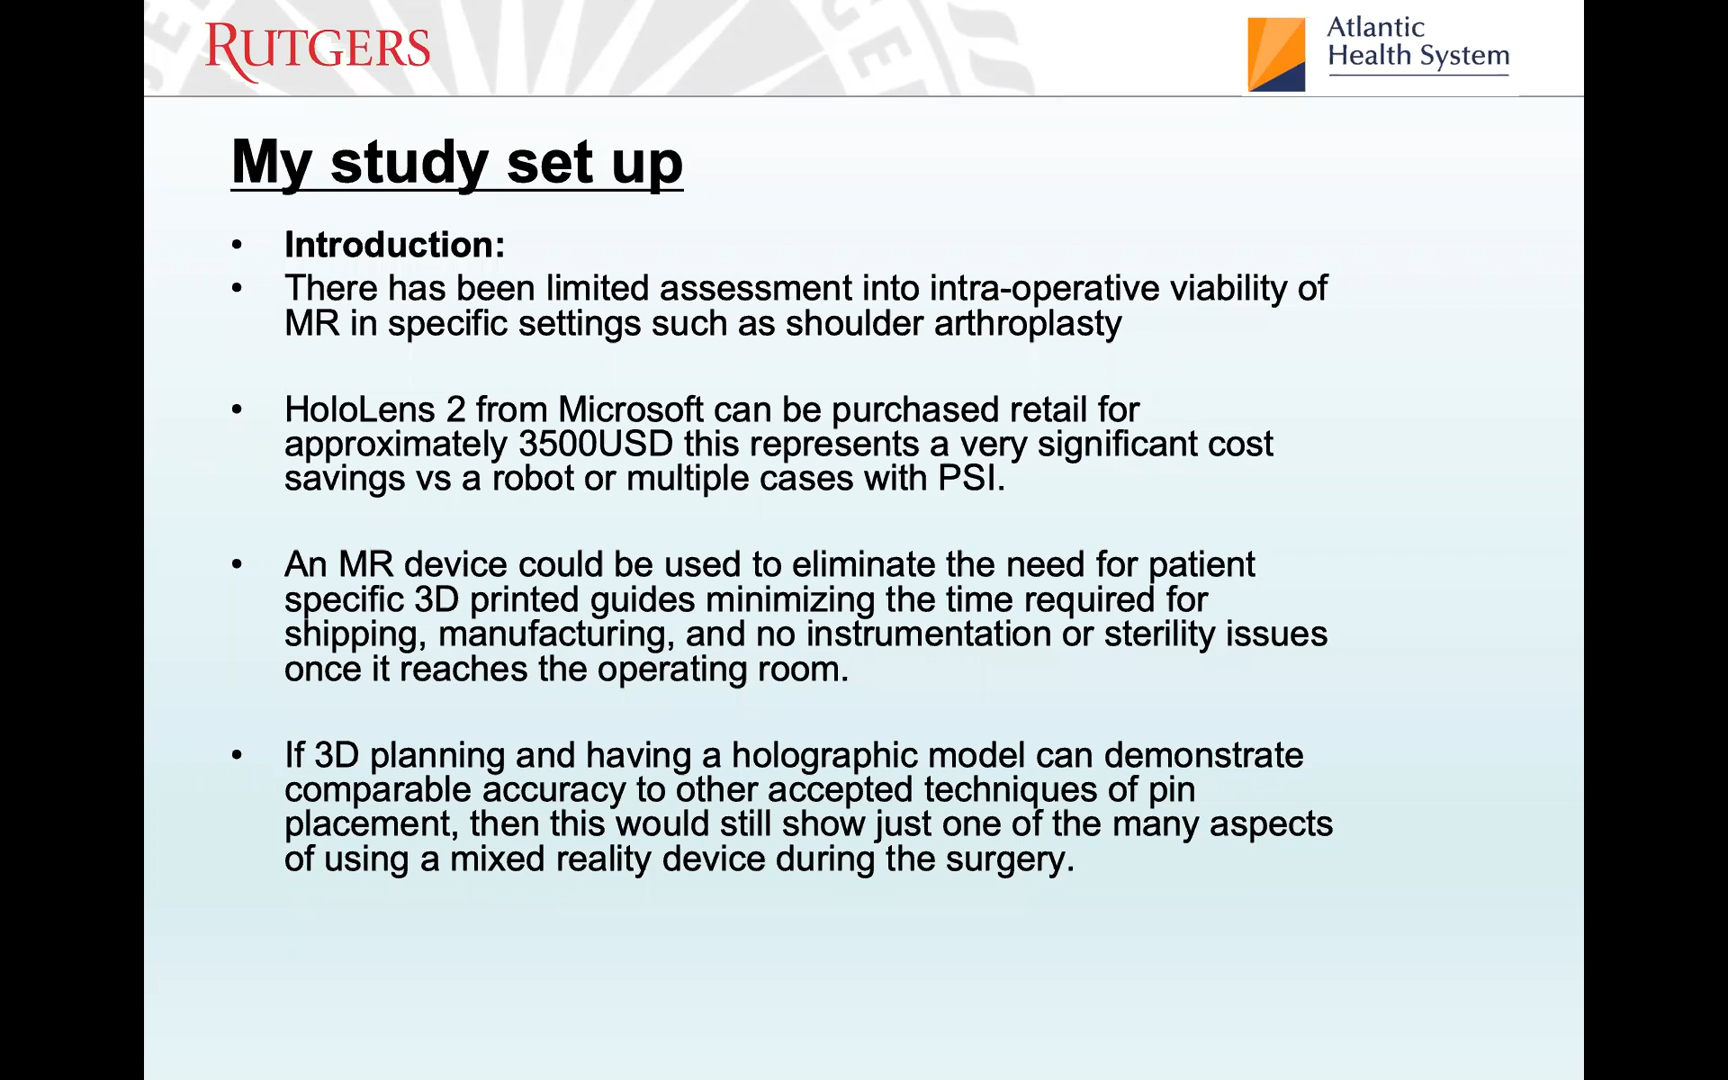 RUTGERS
Atlantic
Health System
My study set up
• Introduction:
• There has been limited assessment into intra-operative viability of
MR in specific settings such as shoulder arthroplasty
• HoloLens 2 from Microsoft can be purchased retail for
approximately 3500USD this represents a very significant cost
savings vs a robot or multiple cases with PSI.
• An MR device could be used to eliminate the need for patient
specific 3D printed guides minimizing the time required for
shipping, manufacturing, and no instrumentation or sterility issues
once it reaches the operating room.
• If 3D planning and having a holographic model can demonstrate
comparable accuracy to other accepted techniques of pin
placement, then this would still show just one of the many aspects
of using a mixed reality device during the surgery.